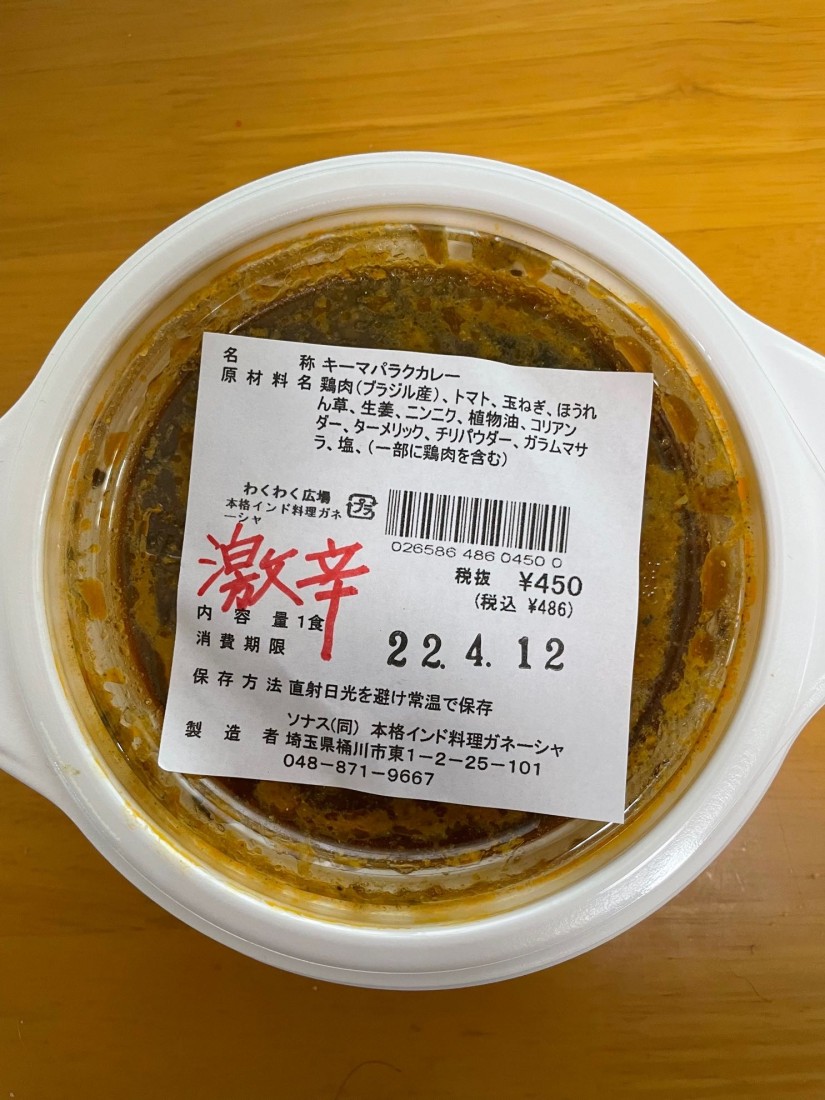 名称 キーマパラクカレー
原材料名 鶏肉(ブラジル産)、トマト、玉ねぎ、ほうれ
ん草、生姜、ニンニク、植物油、コリアン
ダー、ターメリック、チリパウダー、ガラムマサ
ラ、塩、(一部に鶏肉を含む)
わくわく広場
本格インド料理ガネ
ーシャ
プラ
026586 486 0450 0
税抜 ¥450
(税込 ¥486)
激辛
内容量 1食
消費期限 22.4.12
保存方法 直射日光を避け常温で保存
製造者 ソナス(同) 本格インド料理ガネーシャ
埼玉県桶川市東1-2-25-101
048-871-9667